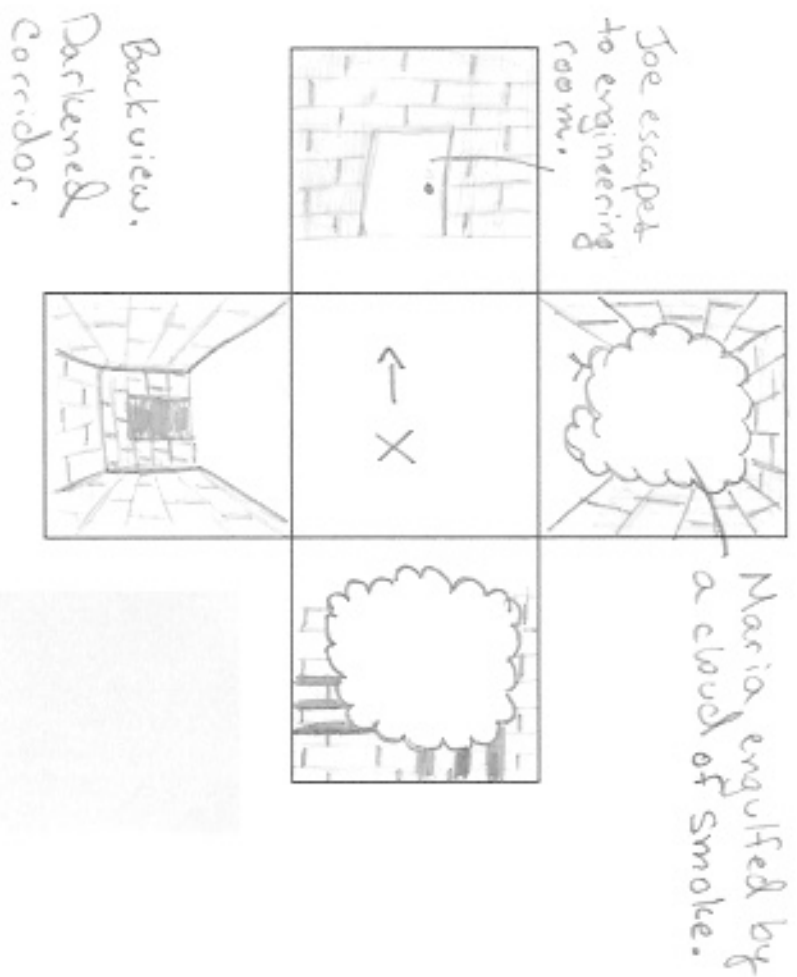 Maria engulfed by
a cloud of smoke.
Joe escapes
to engineering
room.
Back view.
Darkened
Corridor.